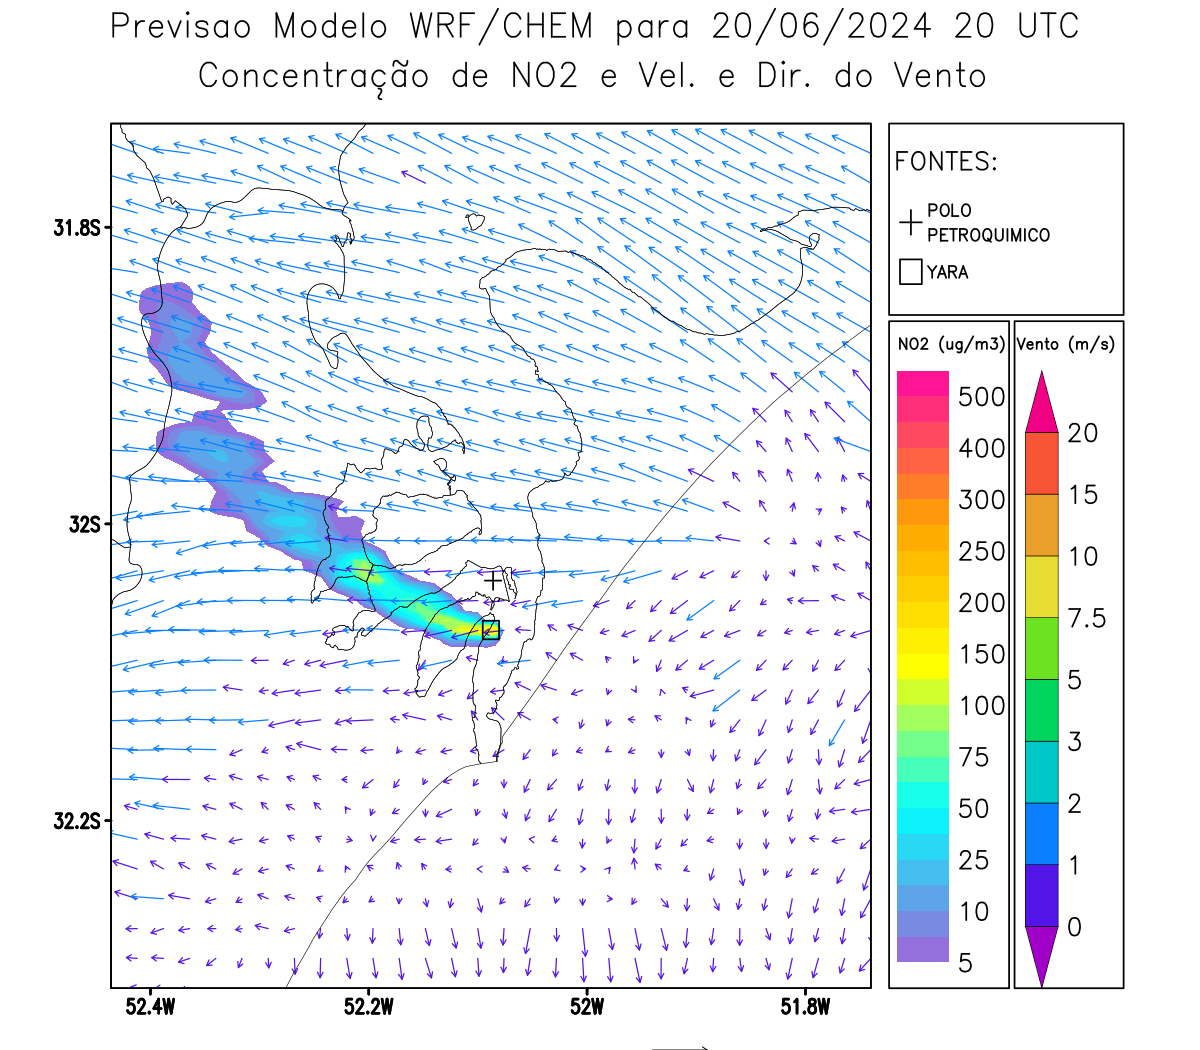 Previsao Modelo WRF/CHEM para 20/06/2024 20 UTC
Concentração de NO2 e Vel. e Dir. do Vento
FONTES:
POLO
PETROQUIMICO
YARA
NO2 (ug/m3)
500
400
300
250
200
150
100
75
50
25
10
5
Vento (m/s)
20
15
10
7.5
5
3
2
1
0
31.8S
32S
32.2S
52.4W 52.2W 52W 51.8W